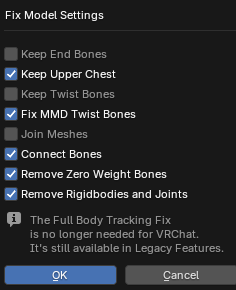 Fix Model Settings
Keep End Bones
Keep Upper Chest
Keep Twist Bones
Fix MMD Twist Bones
Join Meshes
Connect Bones
Remove Zero Weight Bones
Remove Rigidbodies and Joints
The Full Body Tracking Fix
is no longer needed for VRChat.
It's still available in Legacy Features.
OK
Cancel